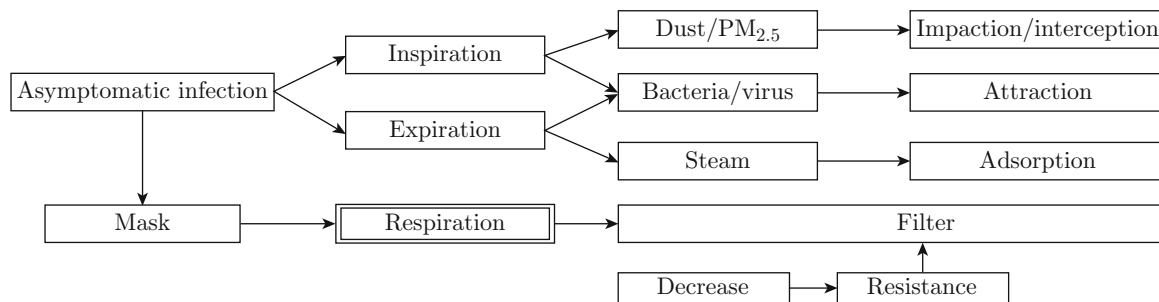 Dust/PM2.5
Impaction/interception
Inspiration
Asymptomatic infection
Bacteria/virus
Attraction
Expiration
Steam
Adsorption
Mask
Respiration
Filter
Decrease
Resistance